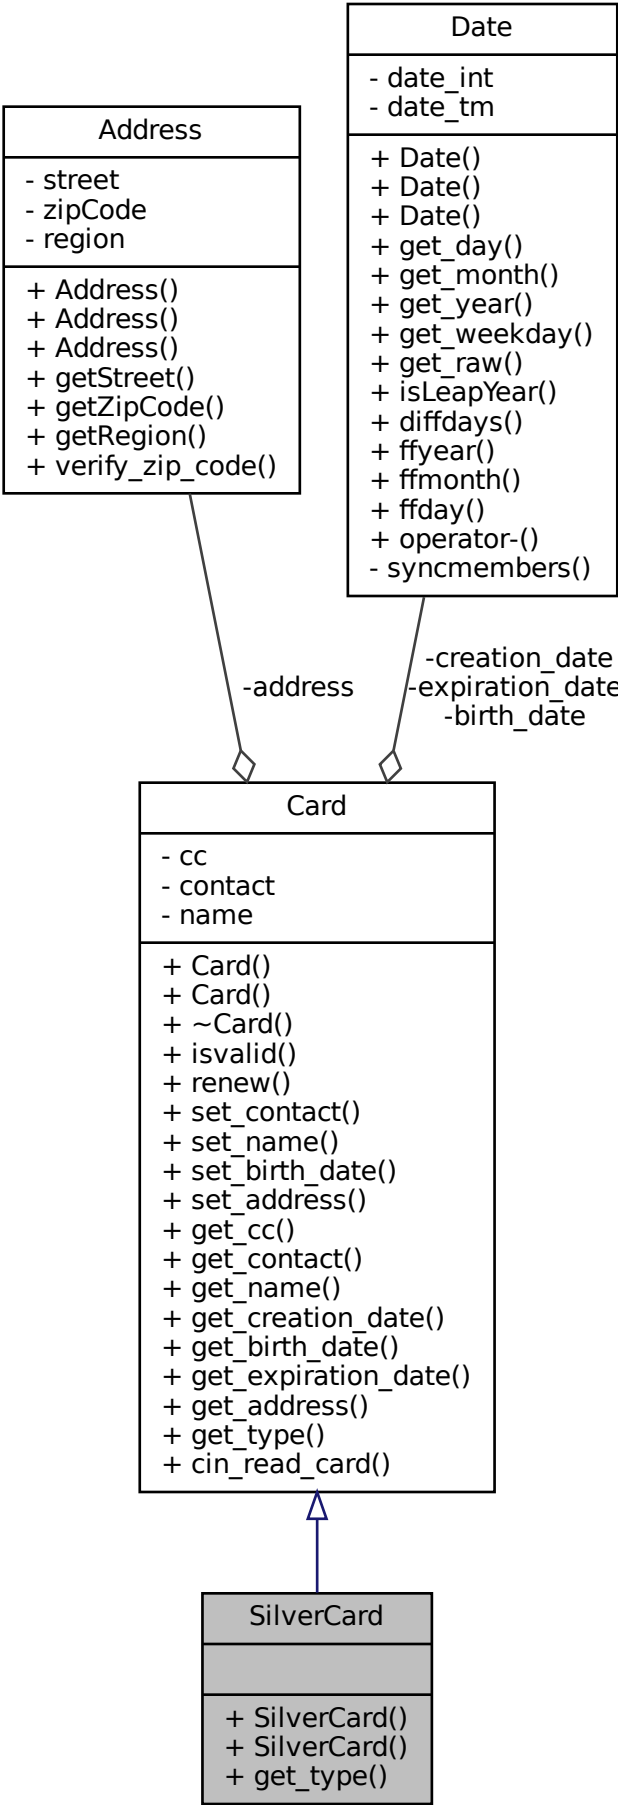 Date
- date_int
- date_tm
+ Date()
+ Date()
+ Date()
+ get_day()
+ get_month()
+ get_year()
+ get_weekday()
+ get_raw()
+ isLeapYear()
+ diffdays()
+ ffyear()
+ ffmonth()
+ ffday()
+ operator-()
- syncmembers()
Address
- street
- zipCode
- region
+ Address()
+ Address()
+ Address()
+ getStreet()
+ getZipCode()
+ getRegion()
+ verify_zip_code()
-address
-creation_date
-expiration_date
-birth_date
Card
- cc
- contact
- name
+ Card()
+ Card()
+ ~Card()
+ isvalid()
+ renew()
+ set_contact()
+ set_name()
+ set_birth_date()
+ set_address()
+ get_cc()
+ get_contact()
+ get_name()
+ get_creation_date()
+ get_birth_date()
+ get_expiration_date()
+ get_address()
+ get_type()
+ cin_read_card()
SilverCard
+ SilverCard()
+ SilverCard()
+ get_type()